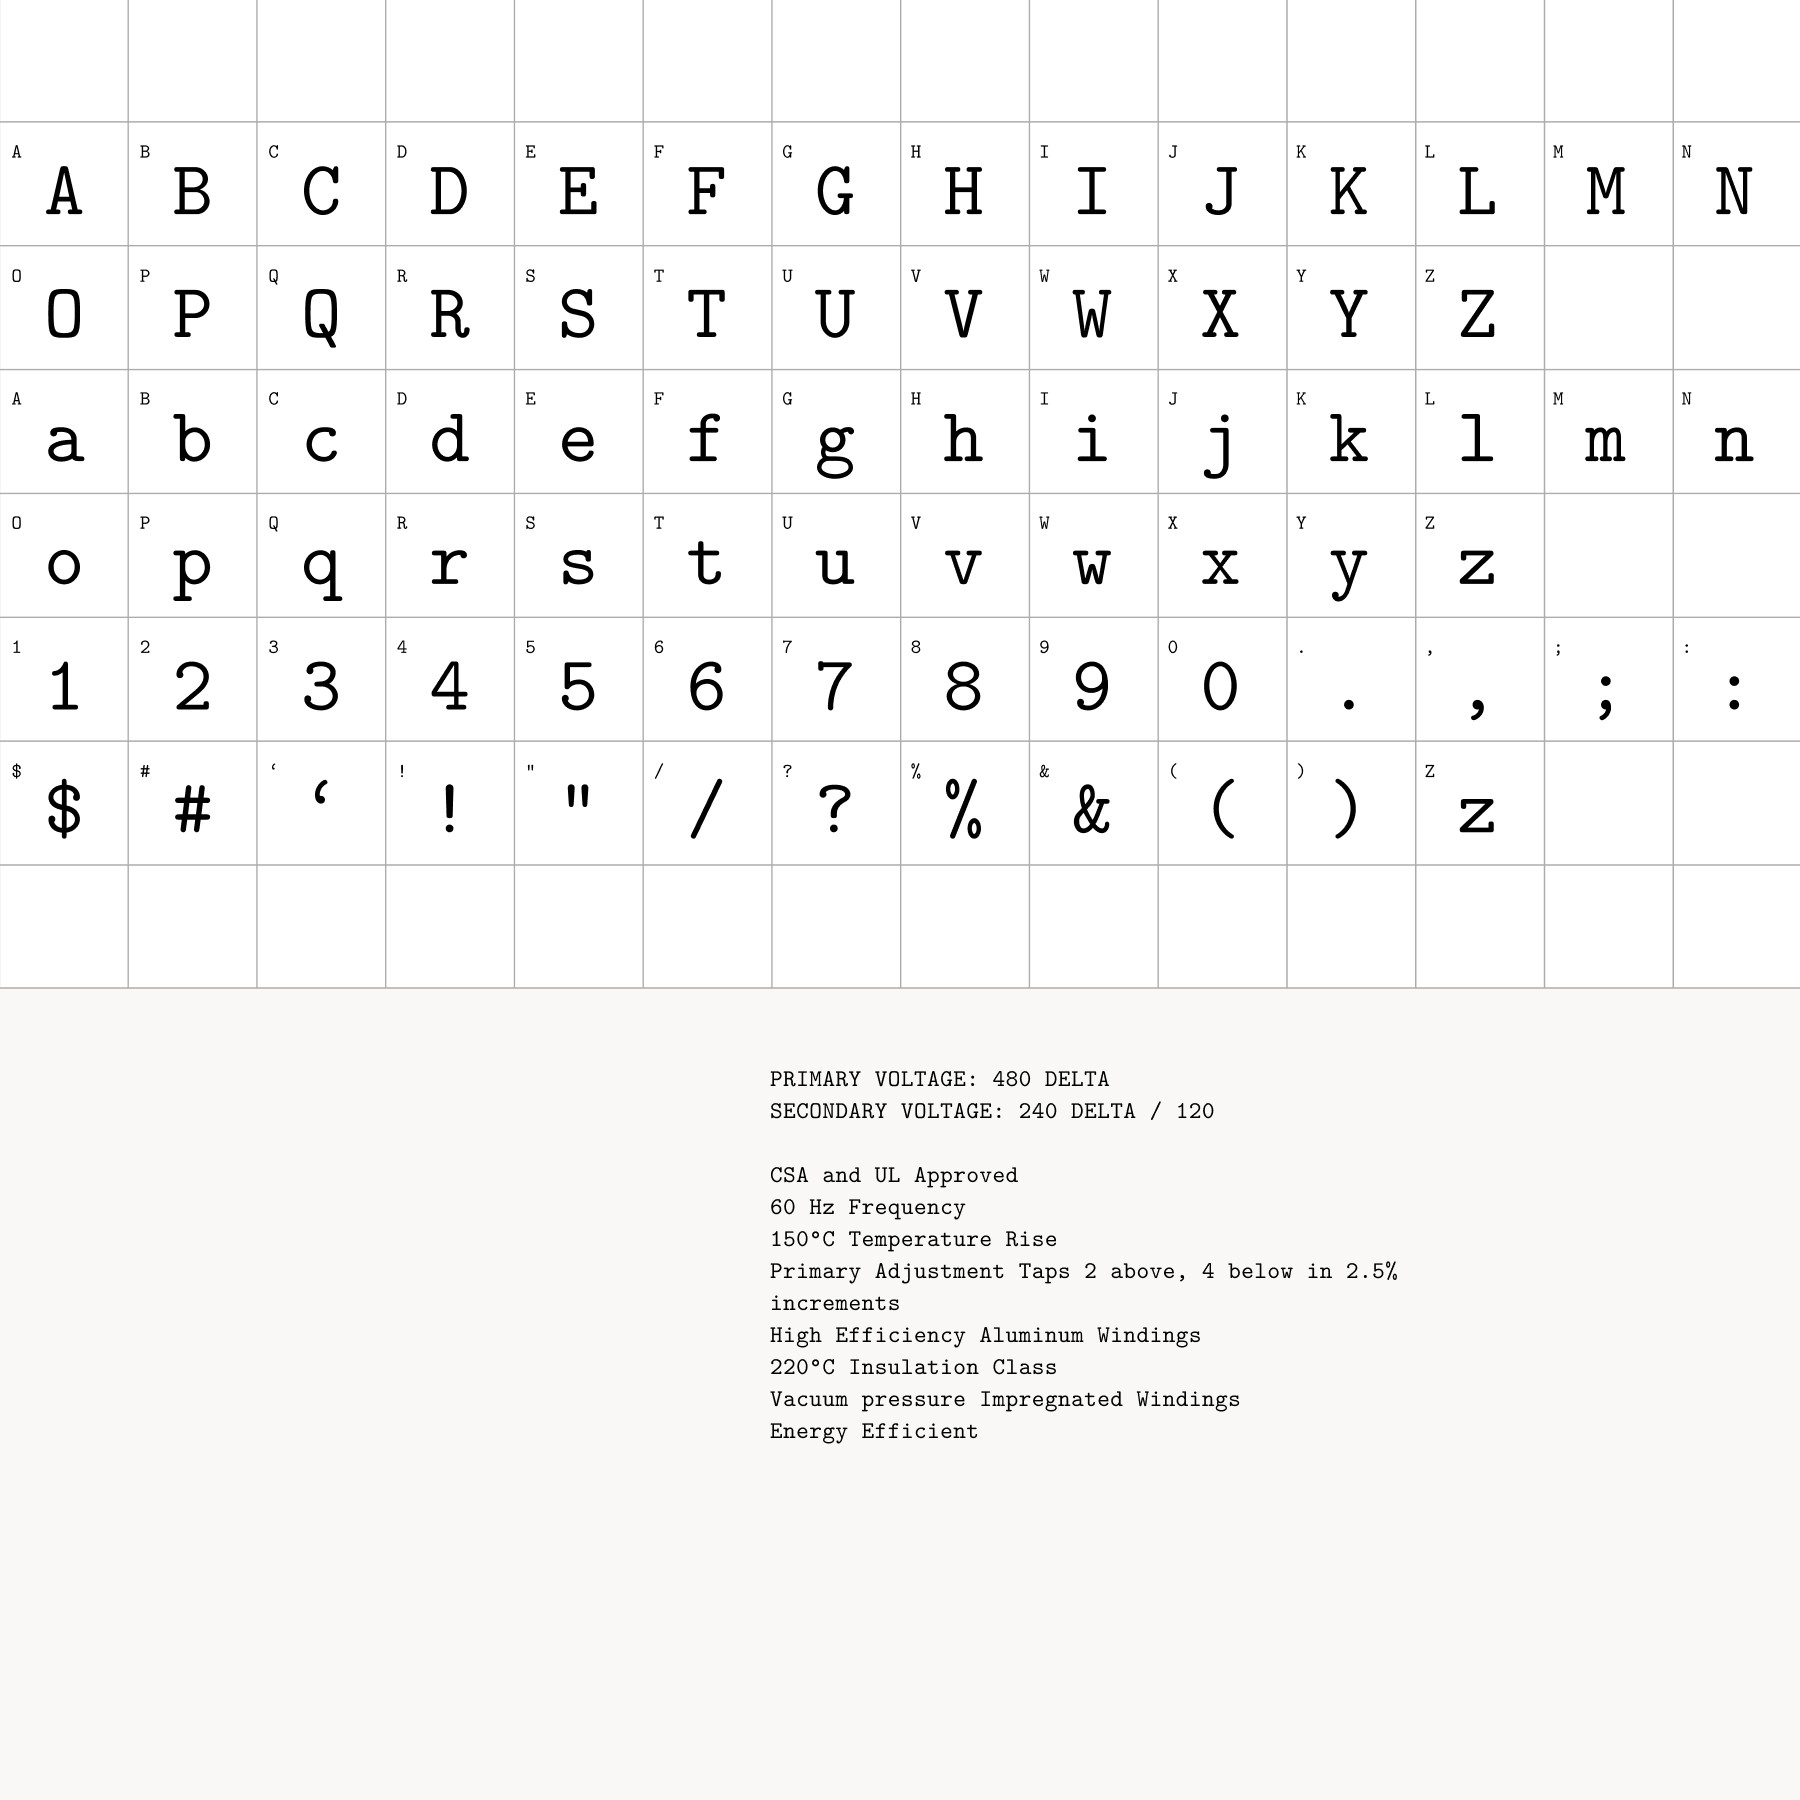 A B C D E F G H I J K L M N
A B C D E F G H I J K L M N
O P Q R S T U V W X Y Z
O P Q R S T U V W X Y Z
A B C D E F G H I J K L M N
a b c d e f g h i j k l m n
O P Q R S T U V W X Y Z
o p q r s t u v w x y z
1 2 3 4 5 6 7 8 9 0 . , ; :
1 2 3 4 5 6 7 8 9 0 . , ; :
$ # ‘ ! " / ? % & ( ) Z
$ # ‘ ! " / ? % & ( ) z
PRIMARY VOLTAGE: 480 DELTA
SECONDARY VOLTAGE: 240 DELTA / 120
CSA and UL Approved
60 Hz Frequency
150°C Temperature Rise
Primary Adjustment Taps 2 above, 4 below in 2.5%
increments
High Efficiency Aluminum Windings
220°C Insulation Class
Vacuum pressure Impregnated Windings
Energy Efficient